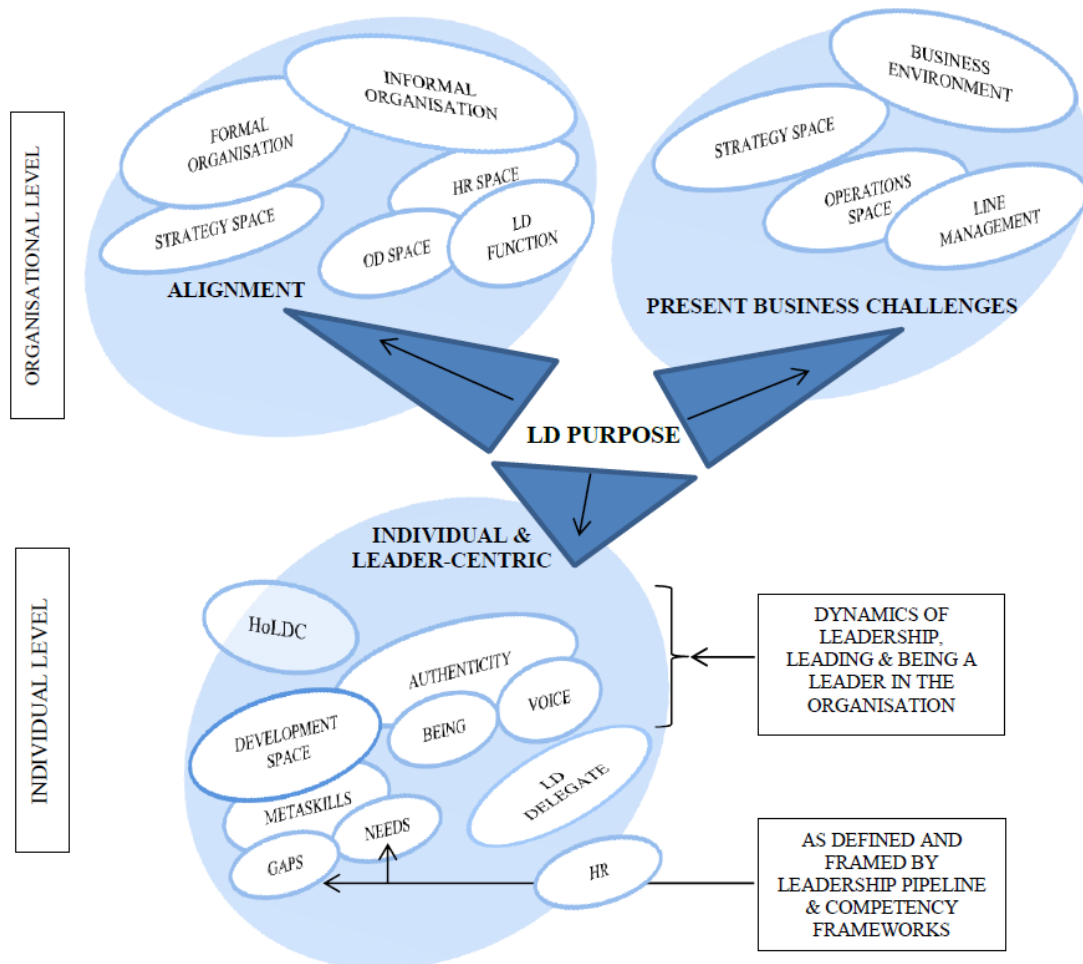 ORGANISATIONAL LEVEL
INFORMAL
ORGANISATION
FORMAL
ORGANISATION
HR SPACE
STRATEGY SPACE
OD SPACE
LD
FUNCTION
ALIGNMENT
BUSINESS
ENVIRONMENT
STRATEGY SPACE
OPERATIONS
SPACE
LINE
MANAGEMENT
PRESENT BUSINESS CHALLENGES
LD PURPOSE
INDIVIDUAL LEVEL
INDIVIDUAL &
LEADER-CENTRIC
HoLDC
AUTHENTICITY
VOICE
BEING
DEVELOPMENT
SPACE
LD
DELEGATE
METASKILLS
NEEDS
GAPS
HR
DYNAMICS OF
LEADERSHIP,
LEADING & BEING A
LEADER IN THE
ORGANISATION
AS DEFINED AND
FRAMED BY
LEADERSHIP PIPELINE
& COMPETENCY
FRAMEWORKS